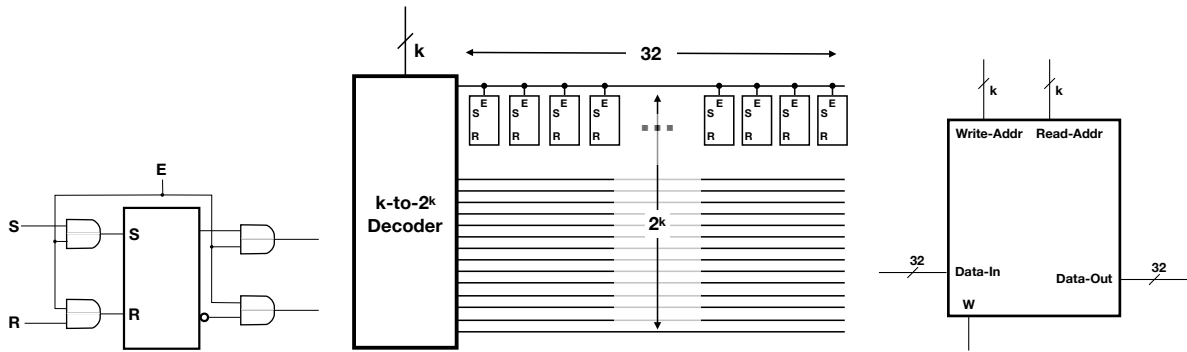 E
S
S
R
R
k
32
E E E E E E E E
S S S S S S S S
R R R R R R R R
k-to-2ᵏ
Decoder
2ᵏ
k k
Write-Addr Read-Addr
32
Data-In
32
Data-Out
W